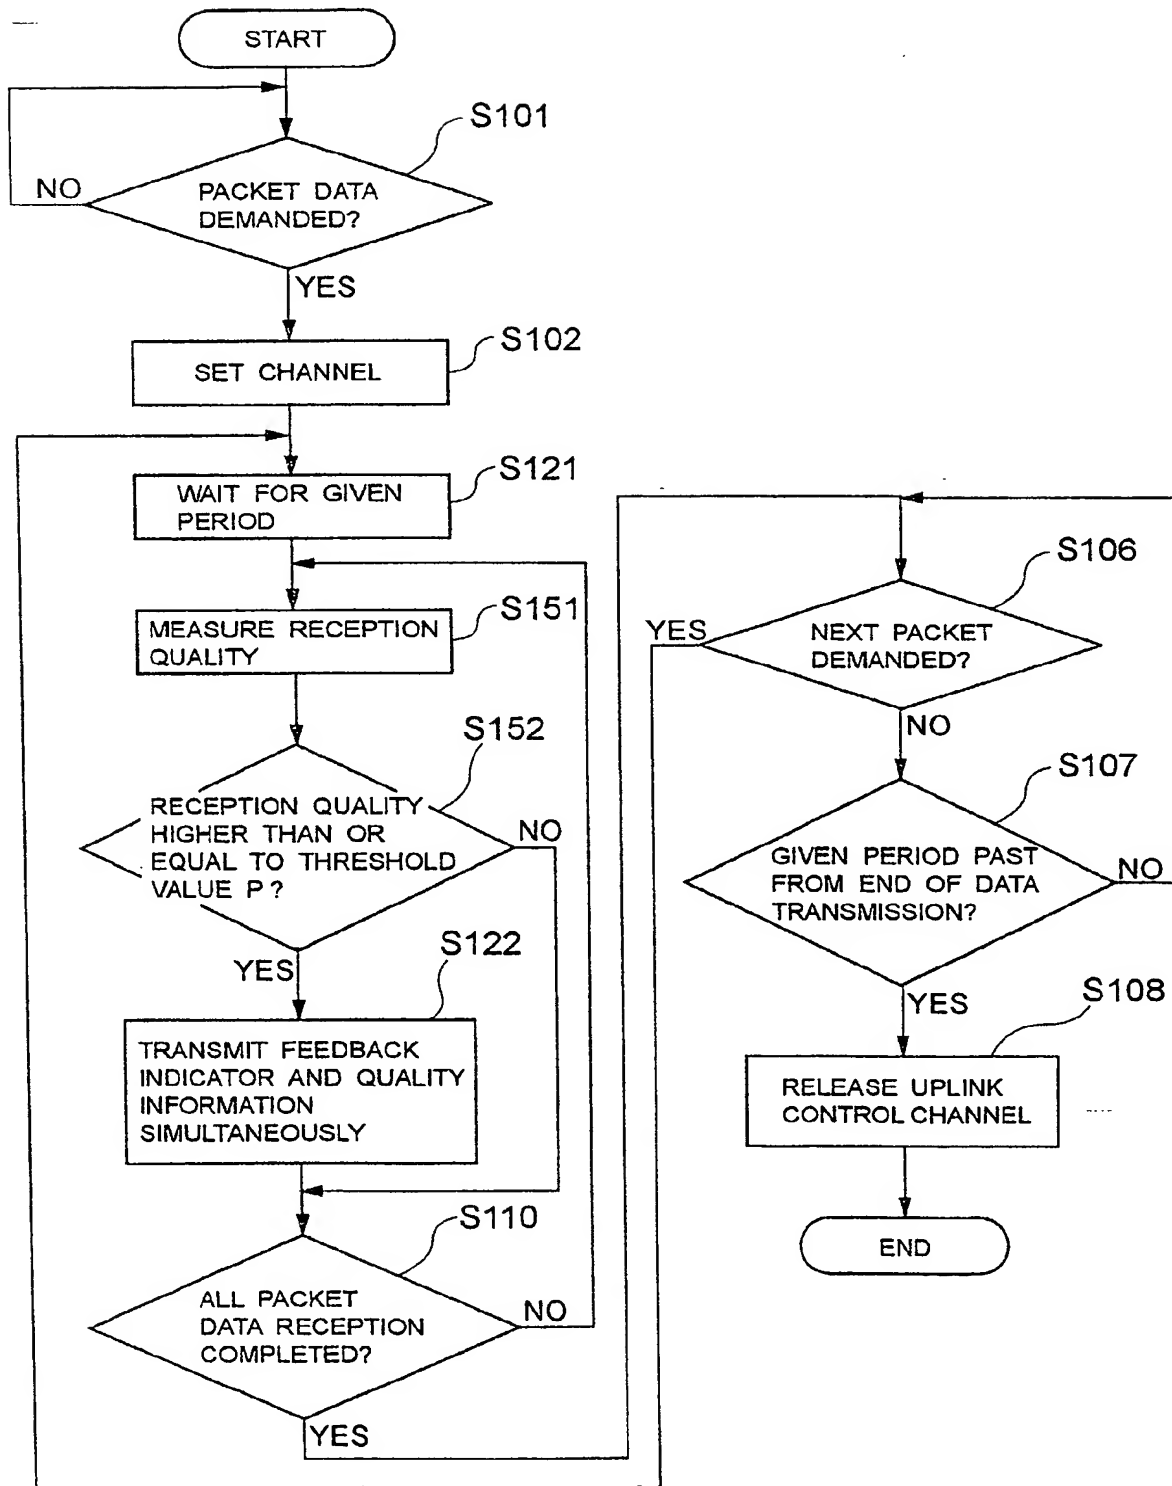 START
S101
NO
PACKET DATA
DEMANDED?
YES
S102
SET CHANNEL
S121
WAIT FOR GIVEN
PERIOD
S151
MEASURE RECEPTION
QUALITY
S152
RECEPTION QUALITY
HIGHER THAN OR
EQUAL TO THRESHOLD
VALUE P ?
NO
YES
S122
TRANSMIT FEEDBACK
INDICATOR AND QUALITY
INFORMATION
SIMULTANEOUSLY
S110
ALL PACKET
DATA RECEPTION
COMPLETED?
NO
YES
S106
YES
NEXT PACKET
DEMANDED?
NO
S107
GIVEN PERIOD PAST
FROM END OF DATA
TRANSMISSION?
NO
YES
S108
RELEASE UPLINK
CONTROL CHANNEL
END